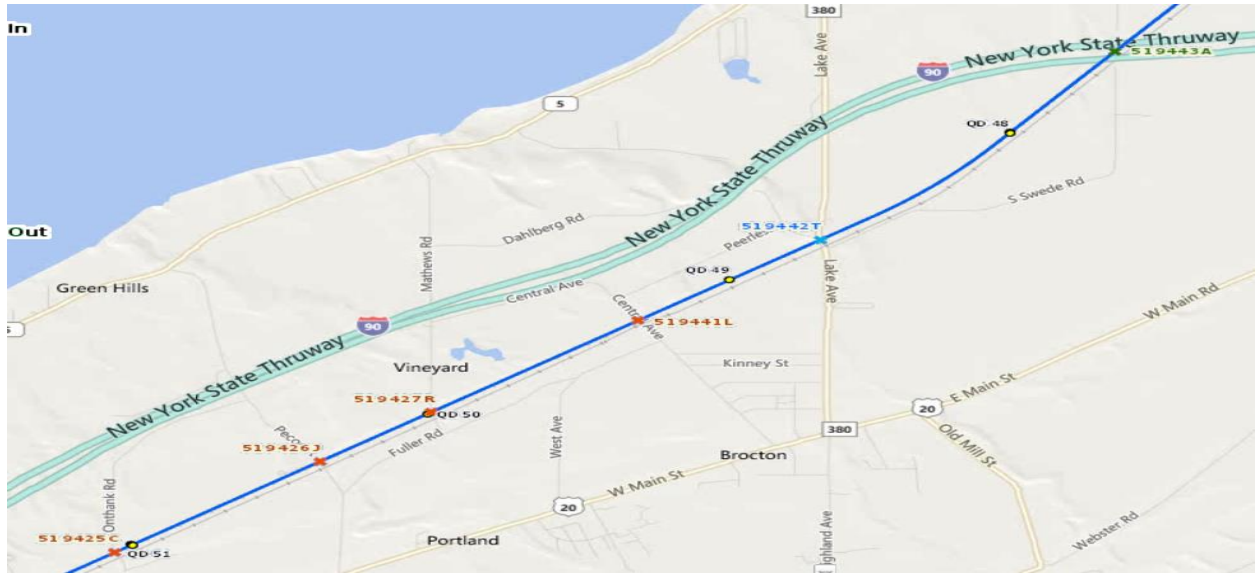 In
380
New York State Thruway
519443A
90
Lake Ave
5
QD 48
New York State Thruway
S Swede Rd
Out
Dahlberg Rd
519442T
Mathews Rd
QD 49
Lake Ave
Green Hills
Central Ave
W Main Rd
90
Central Ave
519441L
5
New York State Thruway
Vineyard
Kinney St
519427R
QD 50
E Main St
20
Fuller Rd
West Ave
380
519426J
Brocton
Old Mill St
W Main St
Onthank Rd
20
519425C
QD 51
Portland
Webster Rd